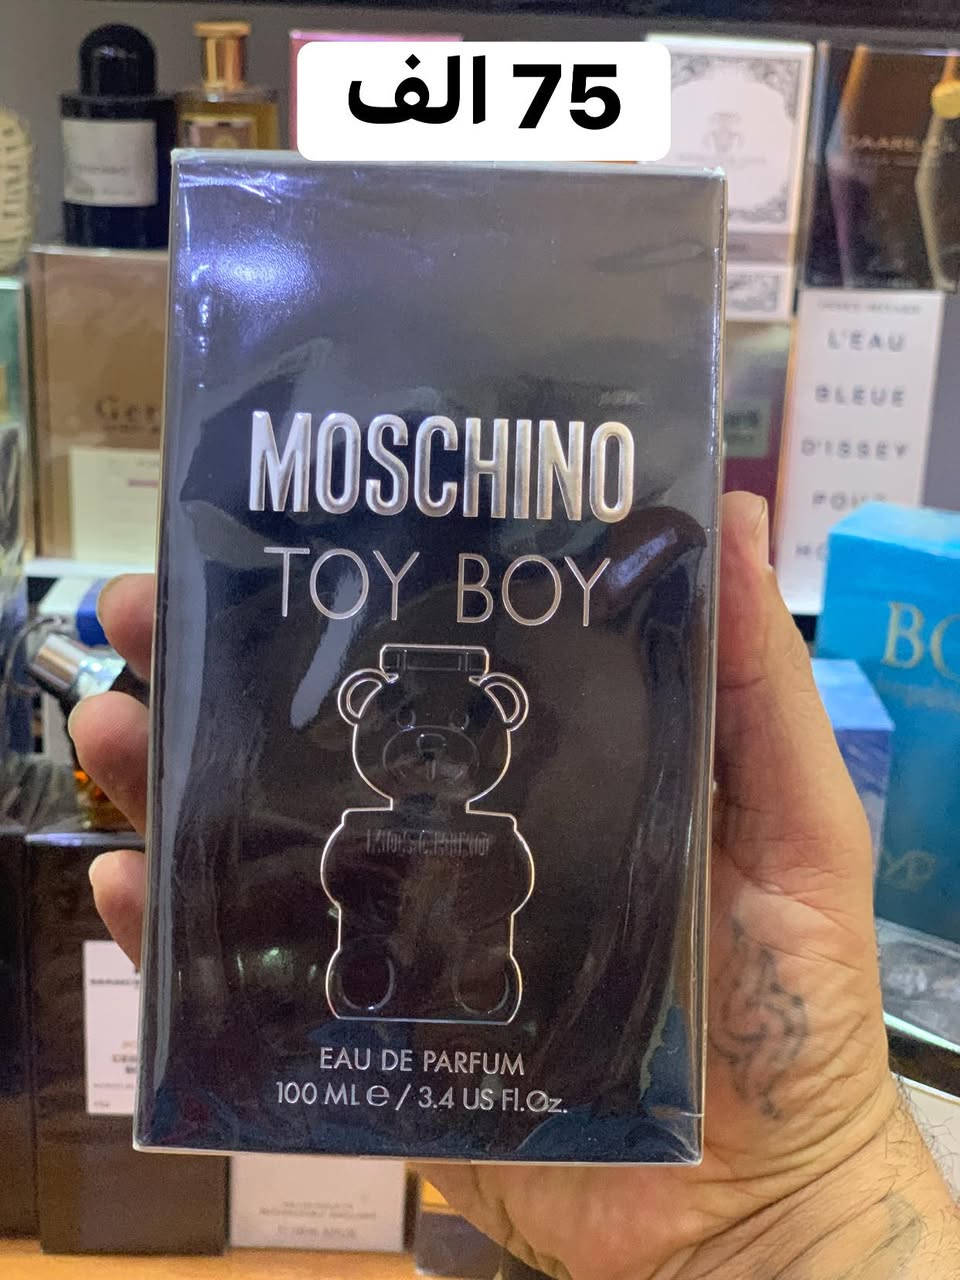 75 الف
MOSCHINO
TOY BOY
MOSCHINO
EAU DE PARFUM
100 ML e / 3.4 US Fl.Oz.
L'EAU
BLEUE
D'ISSEY
POUR